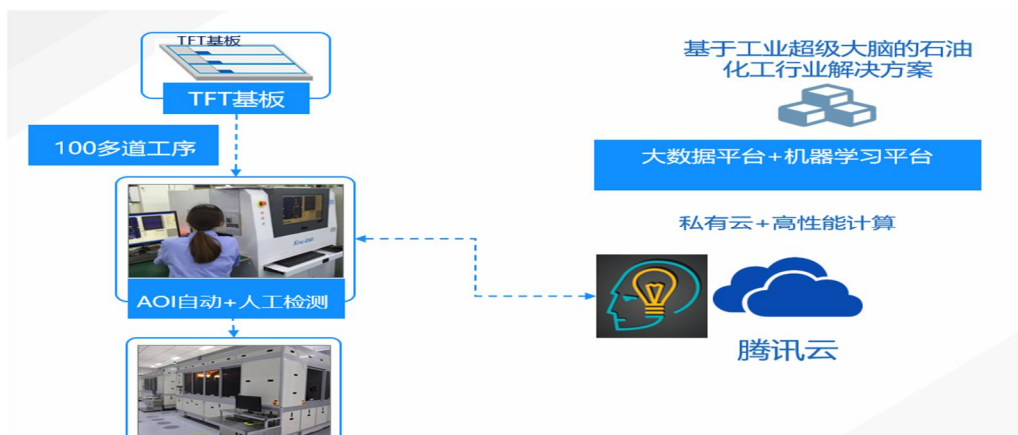 TFT基板
TFT基板
100多道工序
AOI自动+人工检测
基于工业超级大脑的石油
化工行业解决方案
大数据平台+机器学习平台
私有云+高性能计算
腾讯云